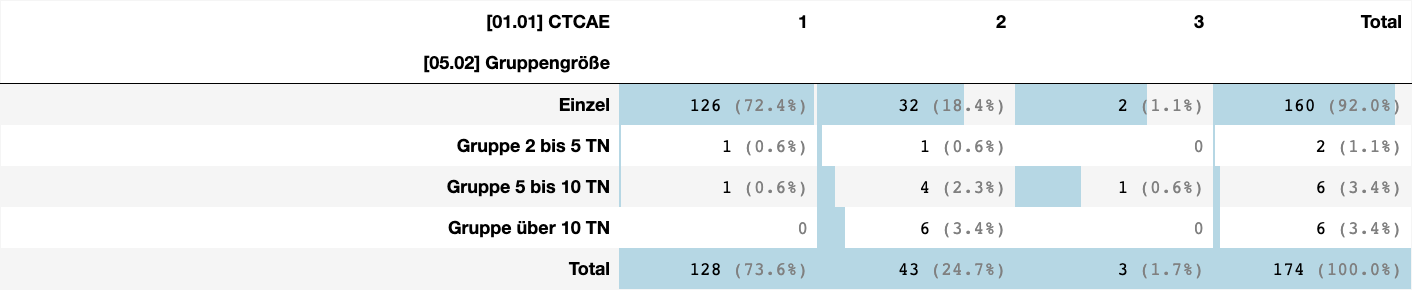 [01.01] CTCAE 1 2 3 Total
[05.02] Gruppengröße
Einzel 126 (72.4%) 32 (18.4%) 2 (1.1%) 160 (92.0%)
Gruppe 2 bis 5 TN 1 (0.6%) 1 (0.6%) 0 2 (1.1%)
Gruppe 5 bis 10 TN 1 (0.6%) 4 (2.3%) 1 (0.6%) 6 (3.4%)
Gruppe über 10 TN 0 6 (3.4%) 0 6 (3.4%)
Total 128 (73.6%) 43 (24.7%) 3 (1.7%) 174 (100.0%)